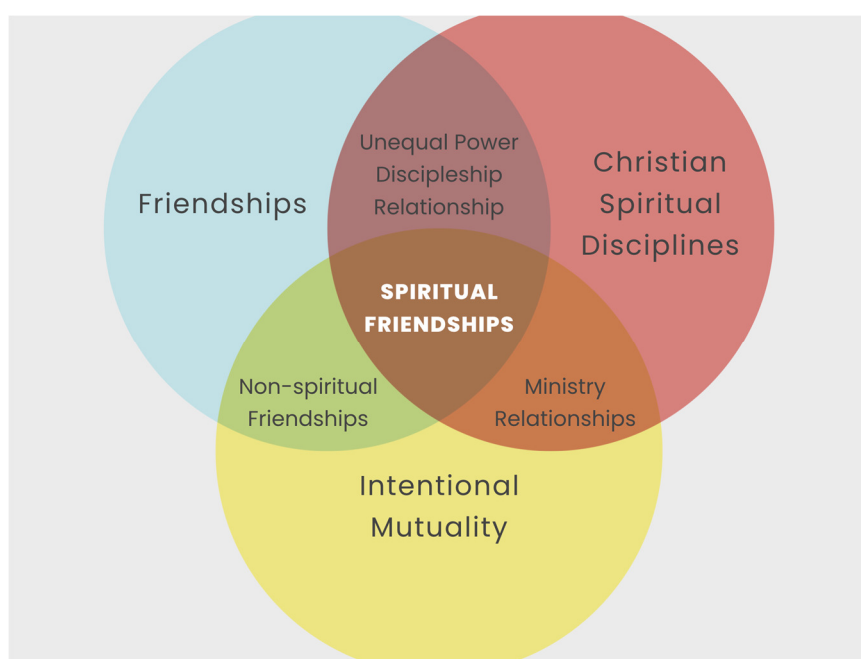 Unequal Power
Discipleship
Relationship
Friendships
Christian
Spiritual
Disciplines
SPIRITUAL
FRIENDSHIPS
Non-spiritual
Friendships
Ministry
Relationships
Intentional
Mutuality